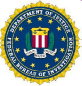 DEPARTMENT OF JUSTICE
FEDERAL BUREAU OF INVESTIGATION